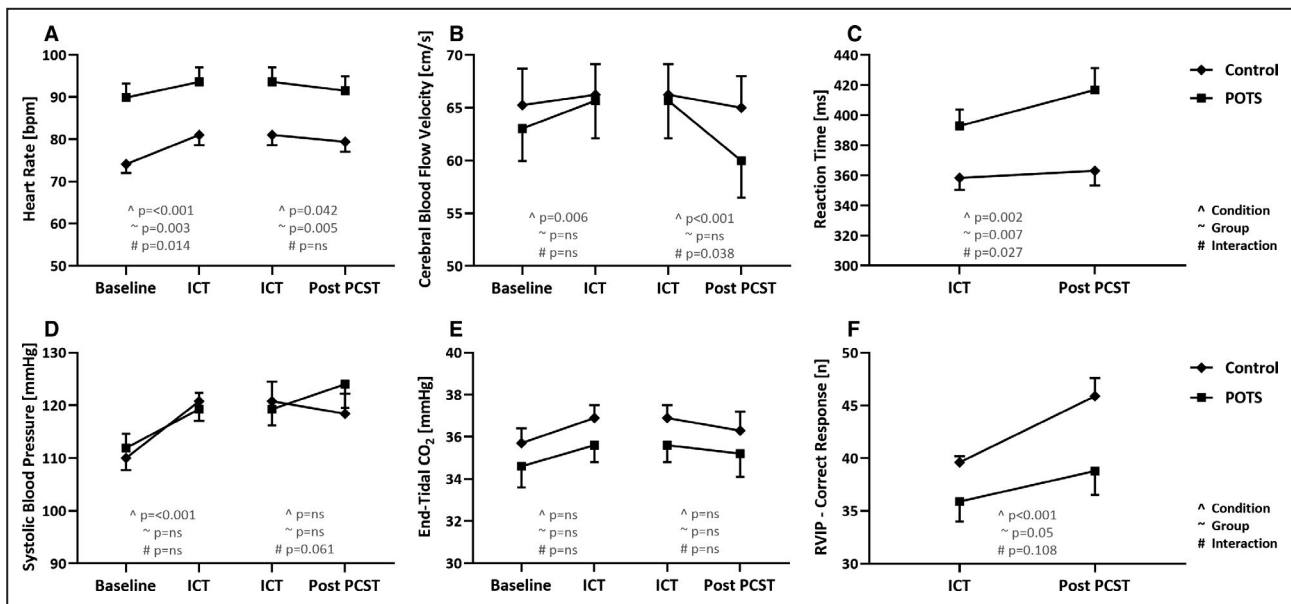 A
Heart Rate [bpm]
100
90
80
70
60
50
^ p=<0.001
~ p=0.003
# p=0.014
^ p=0.042
~ p=0.005
# p=ns
Baseline
ICT
ICT
Post PCST
B
Cerebral Blood Flow Velocity [cm/s]
70
65
60
55
50
^ p=0.006
~ p=ns
# p=ns
^ p<0.001
~ p=ns
# p=0.038
Baseline
ICT
ICT
Post PCST
C
Reaction Time [ms]
440
420
400
380
360
340
320
300
^ p=0.002
~ p=0.007
# p=0.027
ICT
Post PCST
Control
POTS
^ Condition
~ Group
# Interaction
D
Systolic Blood Pressure [mmHg]
130
120
110
100
90
^ p=<0.001
~ p=ns
# p=ns
^ p=ns
~ p=ns
# p=0.061
Baseline
ICT
ICT
Post PCST
E
End-Tidal CO2 [mmHg]
40
38
36
34
32
30
^ p=ns
~ p=ns
# p=ns
^ p=ns
~ p=ns
# p=ns
Baseline
ICT
ICT
Post PCST
F
RVIP - Correct Response [n]
50
45
40
35
30
^ p<0.001
~ p=0.05
# p=0.108
ICT
Post PCST
Control
POTS
^ Condition
~ Group
# Interaction